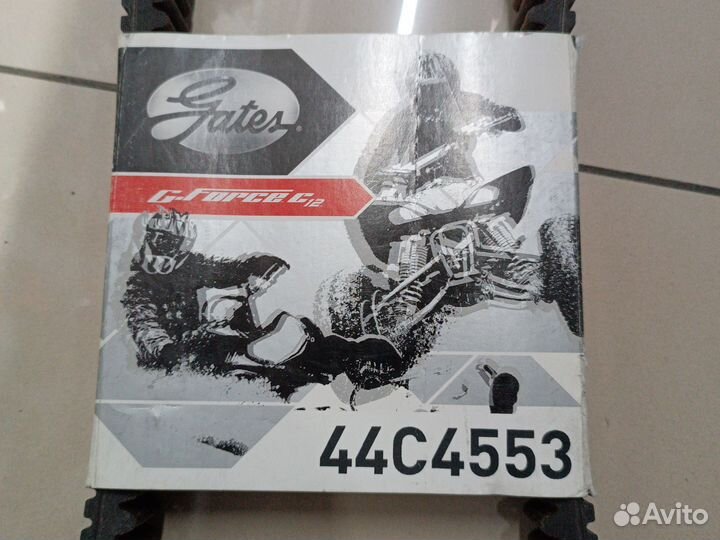 Gates®
G-Force C12
44C4553
Avito